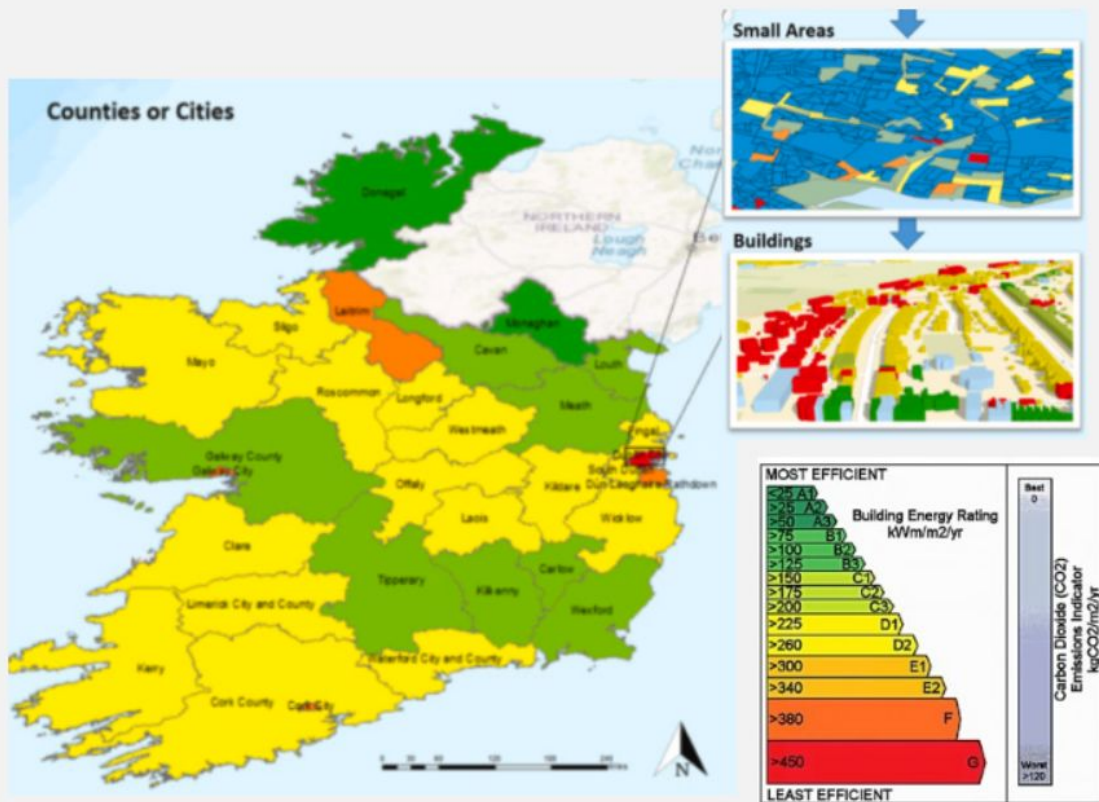 Counties or Cities
Small Areas
Buildings
Donegal
NORTHERN
IRELAND
Lough
Neagh
Leitrim
Sligo
Monaghan
Cavan
Louth
Mayo
Roscommon
Longford
Meath
Westmeath
Galway County
Galway City
Offaly
Kildare
Laois
Wicklow
Clare
Tipperary
Carlow
Kilkenny
Wexford
Limerick City and County
Waterford City and County
Kerry
Cork County
Cork City
N
MOST EFFICIENT
Building Energy Rating
kWm/m2/yr
<25 A1
>25 A2
>50 A3
>75 B1
>100 B2
>125 B3
>150 C1
>175 C2
>200 C3
>225 D1
>260 D2
>300 E1
>340 E2
>380 F
>450 G
LEAST EFFICIENT
Best
0
Carbon Dioxide (CO2)
Emissions Indicator
kgCO2/m2/yr
Worst
>120